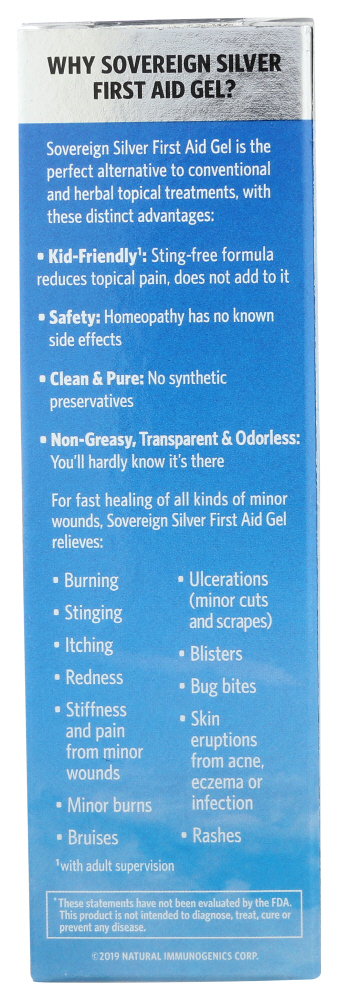 WHY SOVEREIGN SILVER
FIRST AID GEL?
Sovereign Silver First Aid Gel is the
perfect alternative to conventional
and herbal topical treatments, with
these distinct advantages:
• Kid-Friendly¹: Sting-free formula
reduces topical pain, does not add to it
• Safety: Homeopathy has no known
side effects
• Clean & Pure: No synthetic
preservatives
• Non-Greasy, Transparent & Odorless:
You'll hardly know it's there
For fast healing of all kinds of minor
wounds, Sovereign Silver First Aid Gel
relieves:
• Burning
• Stinging
• Itching
• Redness
• Stiffness
and pain
from minor
wounds
• Minor burns
• Bruises
• Ulcerations
(minor cuts
and scrapes)
• Blisters
• Bug bites
• Skin
eruptions
from acne,
eczema or
infection
• Rashes
¹with adult supervision
*These statements have not been evaluated by the FDA.
This product is not intended to diagnose, treat, cure or
prevent any disease.
©2019 NATURAL IMMUNOGENICS CORP.